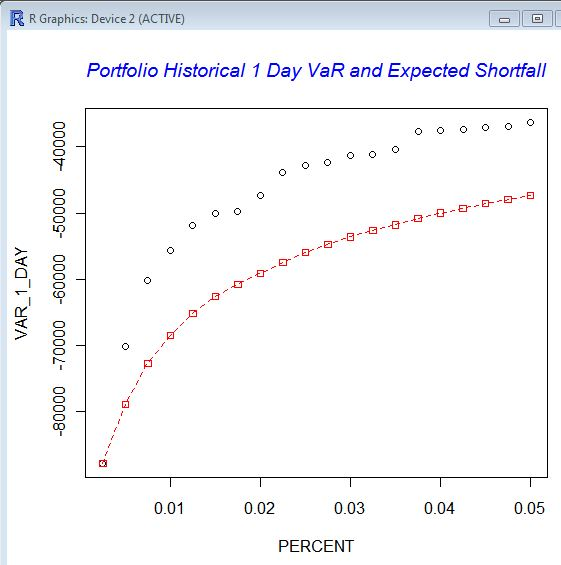 R Graphics: Device 2 (ACTIVE)
Portfolio Historical 1 Day VaR and Expected Shortfall
-40000
-50000
-60000
-70000
-80000
VAR_1_DAY
0.01 0.02 0.03 0.04 0.05
PERCENT